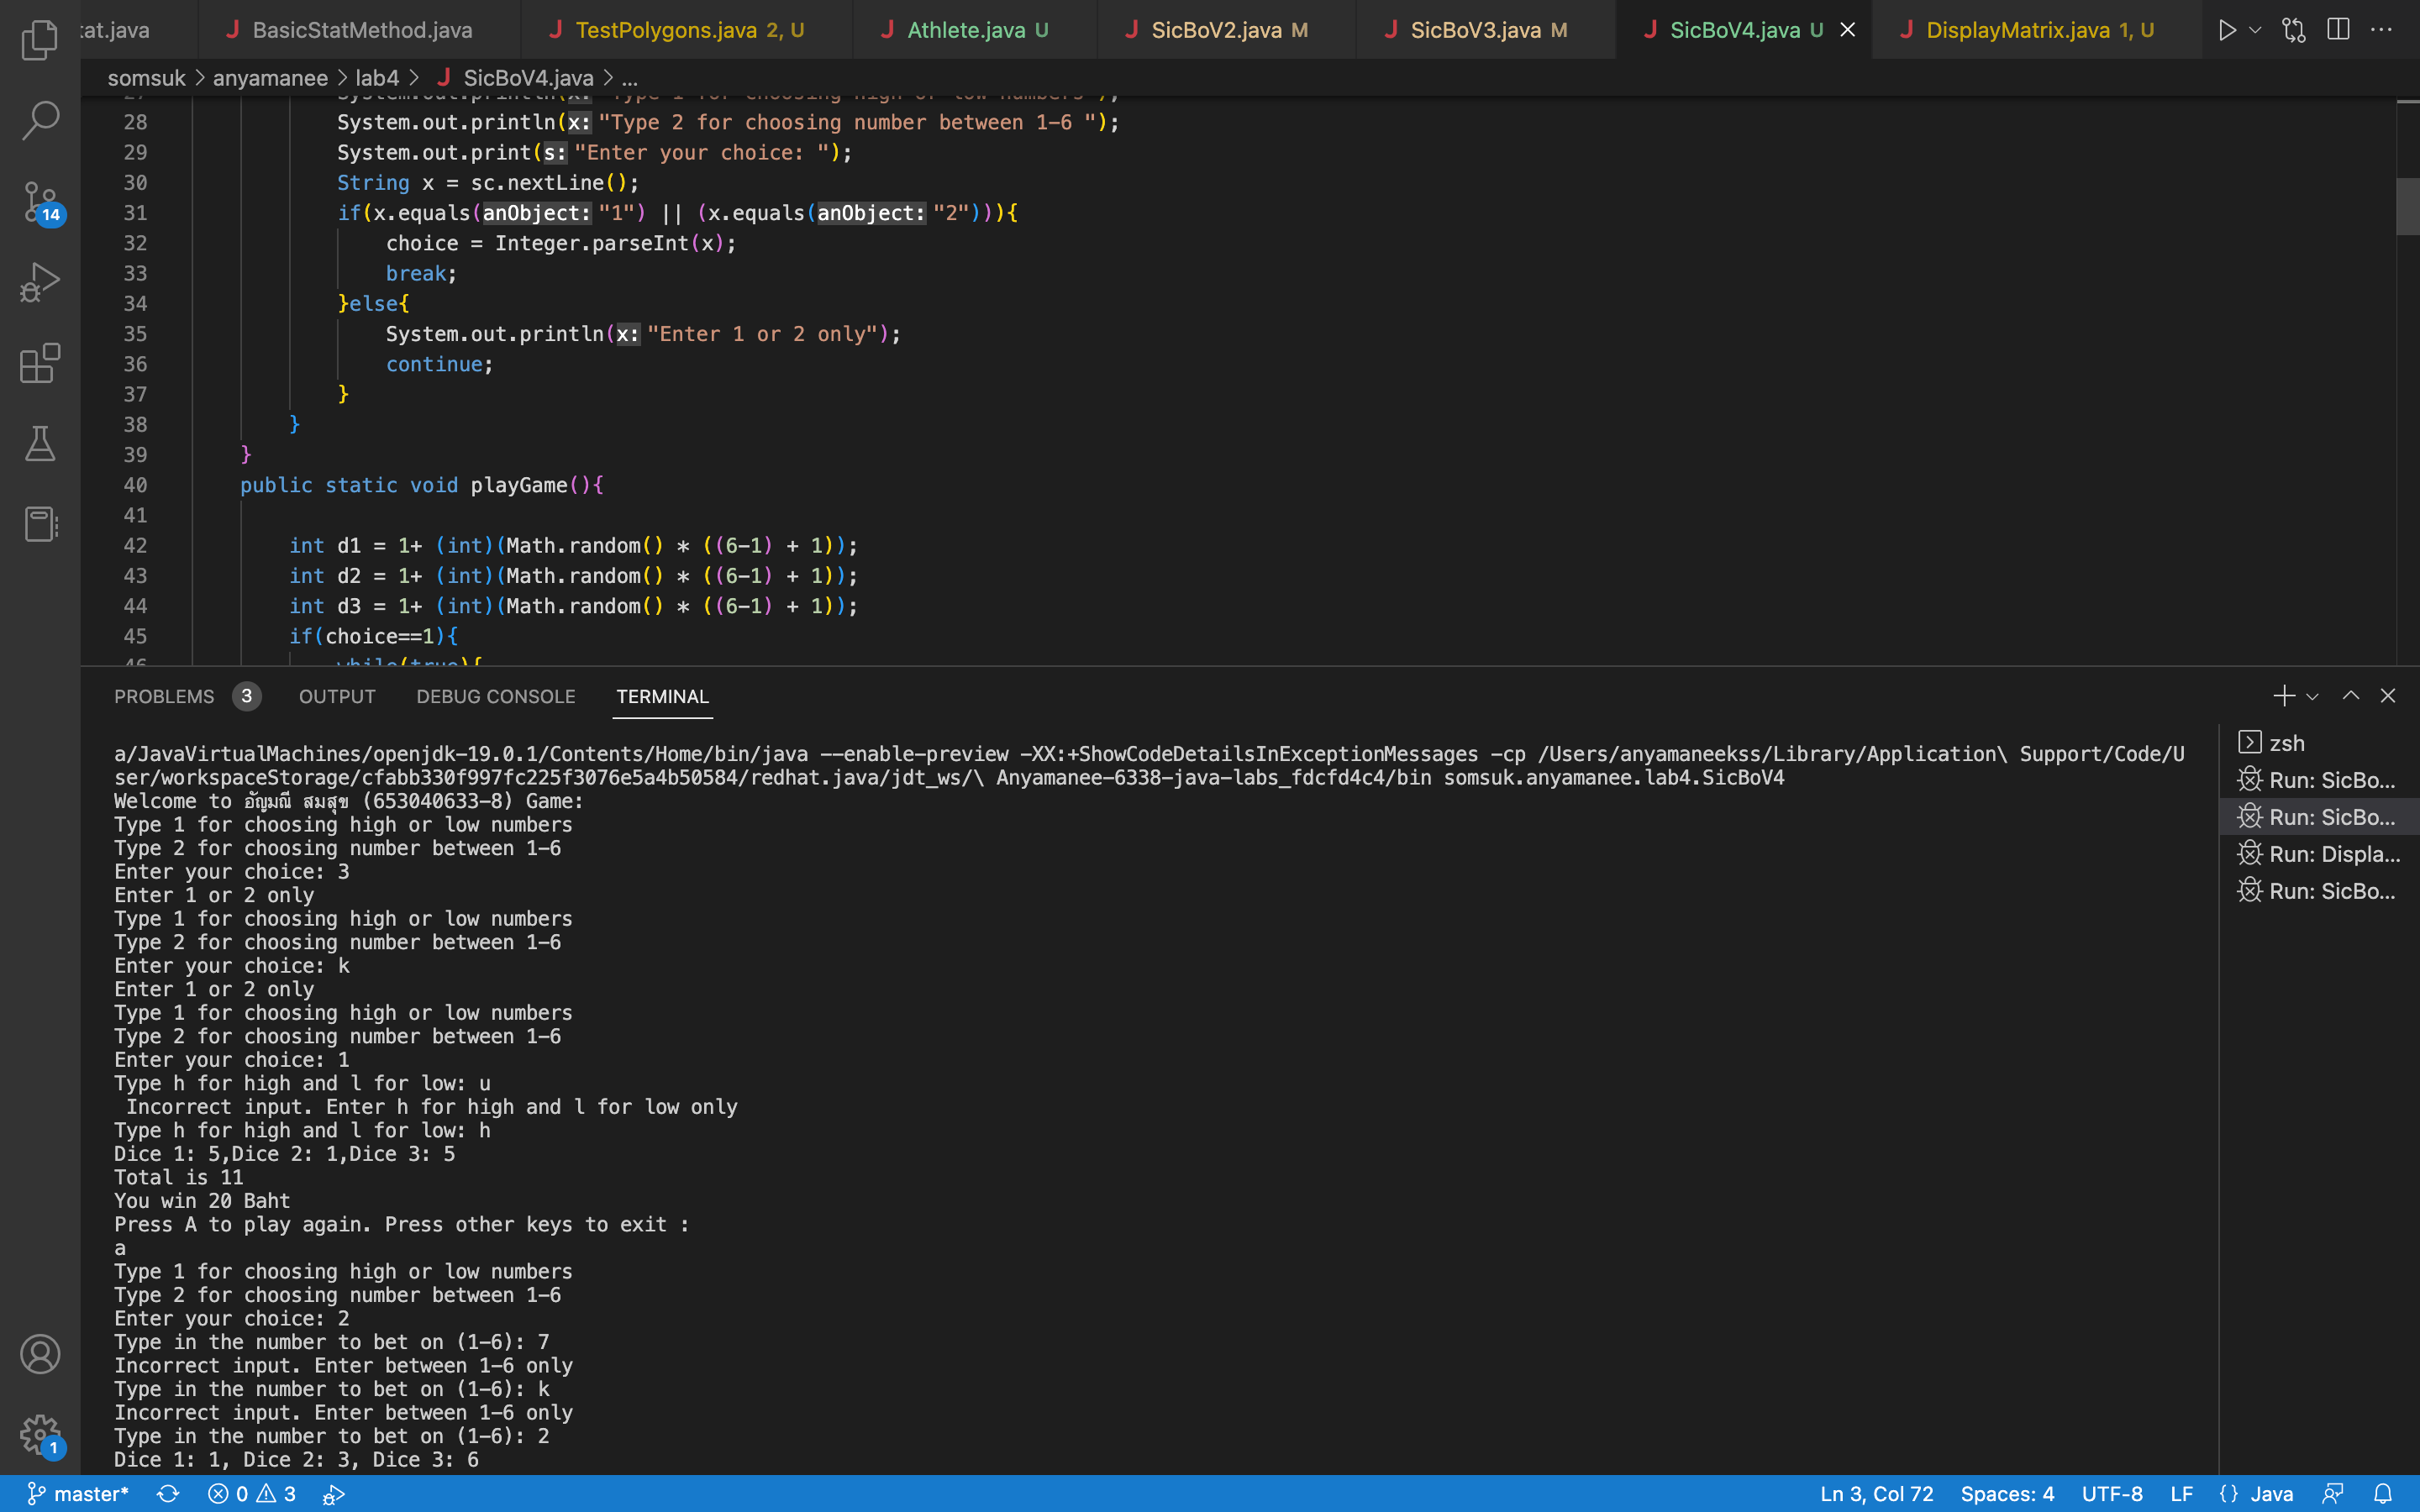 tat.java
J BasicStatMethod.java
J TestPolygons.java 2, U
J Athlete.java U
J SicBoV2.java M
J SicBoV3.java M
J SicBoV4.java U
J DisplayMatrix.java 1, U
somsuk > anyamanee > lab4 > J SicBoV4.java > ...
27 System.out.println(x: "Type 1 for choosing high or low numbers");
28 System.out.println(x: "Type 2 for choosing number between 1-6 ");
29 System.out.print(s: "Enter your choice: ");
30 String x = sc.nextLine();
31 if(x.equals(anObject: "1") || (x.equals(anObject: "2"))){
32 choice = Integer.parseInt(x);
33 break;
34 }else{
35 System.out.println(x: "Enter 1 or 2 only");
36 continue;
37 }
38 }
39 }
40 public static void playGame(){
41
42 int d1 = 1+ (int)(Math.random() * ((6-1) + 1));
43 int d2 = 1+ (int)(Math.random() * ((6-1) + 1));
44 int d3 = 1+ (int)(Math.random() * ((6-1) + 1));
45 if(choice==1){
46 while(true){
14
PROBLEMS 3 OUTPUT DEBUG CONSOLE TERMINAL
a/JavaVirtualMachines/openjdk-19.0.1/Contents/Home/bin/java --enable-preview -XX:+ShowCodeDetailsInExceptionMessages -cp /Users/anyamaneekss/Library/Application\ Support/Code/U
ser/workspaceStorage/cfabb330f997fc225f3076e5a4b50584/redhat.java/jdt_ws/\ Anyamanee-6338-java-labs_fdcfd4c4/bin somsuk.anyamanee.lab4.SicBoV4
Welcome to อัญมณี สมสุข (653040633-8) Game:
Type 1 for choosing high or low numbers
Type 2 for choosing number between 1-6
Enter your choice: 3
Enter 1 or 2 only
Type 1 for choosing high or low numbers
Type 2 for choosing number between 1-6
Enter your choice: k
Enter 1 or 2 only
Type 1 for choosing high or low numbers
Type 2 for choosing number between 1-6
Enter your choice: 1
Type h for high and l for low: u
Incorrect input. Enter h for high and l for low only
Type h for high and l for low: h
Dice 1: 5,Dice 2: 1,Dice 3: 5
Total is 11
You win 20 Baht
Press A to play again. Press other keys to exit :
a
Type 1 for choosing high or low numbers
Type 2 for choosing number between 1-6
Enter your choice: 2
Type in the number to bet on (1-6): 7
Incorrect input. Enter between 1-6 only
Type in the number to bet on (1-6): k
Incorrect input. Enter between 1-6 only
Type in the number to bet on (1-6): 2
Dice 1: 1, Dice 2: 3, Dice 3: 6
zsh
Run: SicBo...
Run: SicBo...
Run: Displa...
Run: SicBo...
1
master* 0 3
Ln 3, Col 72 Spaces: 4 UTF-8 LF {} Java